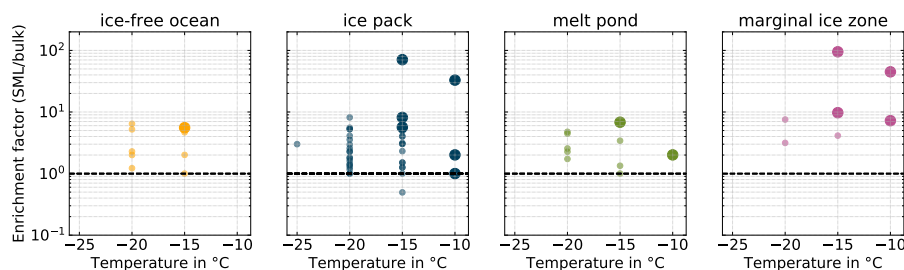 ice-free ocean
ice pack
melt pond
marginal ice zone
Enrichment factor (SML/bulk)
10²
10¹
10⁰
10⁻¹
−25 −20 −15 −10
−25 −20 −15 −10
−25 −20 −15 −10
−25 −20 −15 −10
Temperature in °C
Temperature in °C
Temperature in °C
Temperature in °C